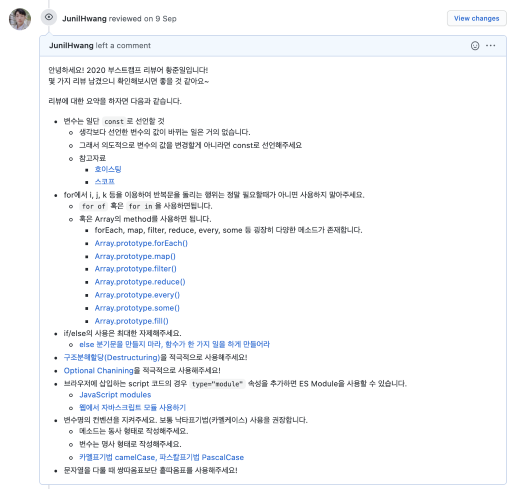 JunilHwang reviewed on 9 Sep
View changes
JunilHwang left a comment
안녕하세요! 2020 부스트캠프 리뷰어 황준일입니다!
몇 가지 리뷰 남겼으니 확인해보시면 좋을 것 같아요~
리뷰에 대한 요약을 하자면 다음과 같습니다.
변수는 일단 const 로 선언할 것
생각보다 선언한 변수의 값이 바뀌는 일은 거의 없습니다.
그래서 의도적으로 변수의 값을 변경할게 아니라면 const로 선언해주세요
참고자료
호이스팅
스코프
for에서 i, j, k 등을 이용하여 반복문을 돌리는 행위는 정말 필요할때가 아니면 사용하지 말아주세요.
for of 혹은 for in 을 사용하면됩니다.
혹은 Array의 method를 사용하면 됩니다.
forEach, map, filter, reduce, every, some 등 굉장히 다양한 메소드가 존재합니다.
Array.prototype.forEach()
Array.prototype.map()
Array.prototype.filter()
Array.prototype.reduce()
Array.prototype.every()
Array.prototype.some()
Array.prototype.fill()
if/else의 사용은 최대한 자제해주세요.
else 분기문을 만들지 마라, 함수가 한 가지 일을 하게 만들어라
구조분해할당(Destructuring)을 적극적으로 사용해주세요!
Optional Chanining을 적극적으로 사용해주세요!
브라우저에 삽입하는 script 코드의 경우 type="module" 속성을 추가하면 ES Module을 사용할 수 있습니다.
JavaScript modules
웹에서 자바스크립트 모듈 사용하기
변수명의 컨벤션을 지켜주세요. 보통 낙타표기법(카멜케이스) 사용을 권장합니다.
메소드는 동사 형태로 작성해주세요.
변수는 명사 형태로 작성해주세요.
카멜표기법 camelCase, 파스칼표기법 PascalCase
문자열을 다룰 때 쌍따옴표보단 홑따옴표를 사용해주세요!